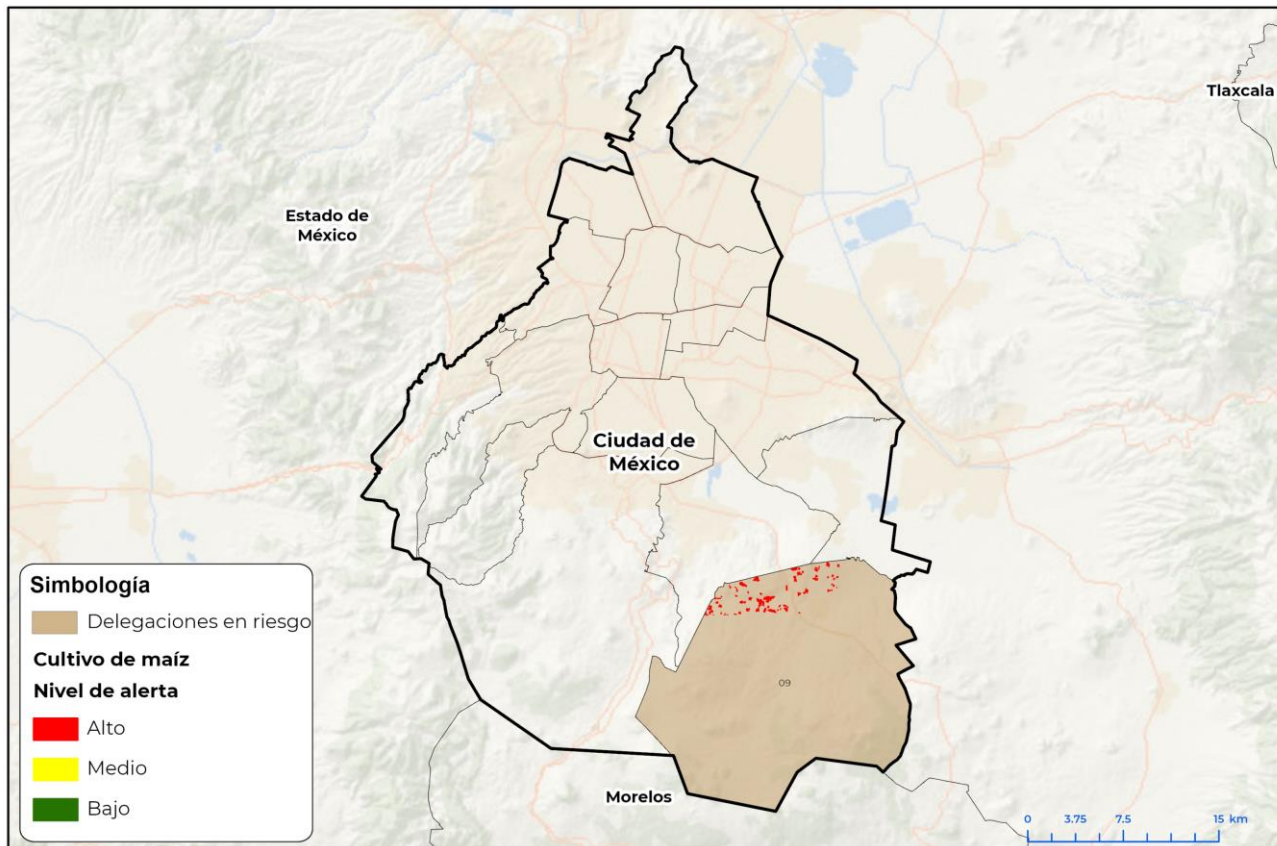 Tlaxcala
Estado de
México
Ciudad de
México
09
Morelos
Simbología
Delegaciones en riesgo
Cultivo de maíz
Nivel de alerta
Alto
Medio
Bajo
0 3.75 7.5 15 km